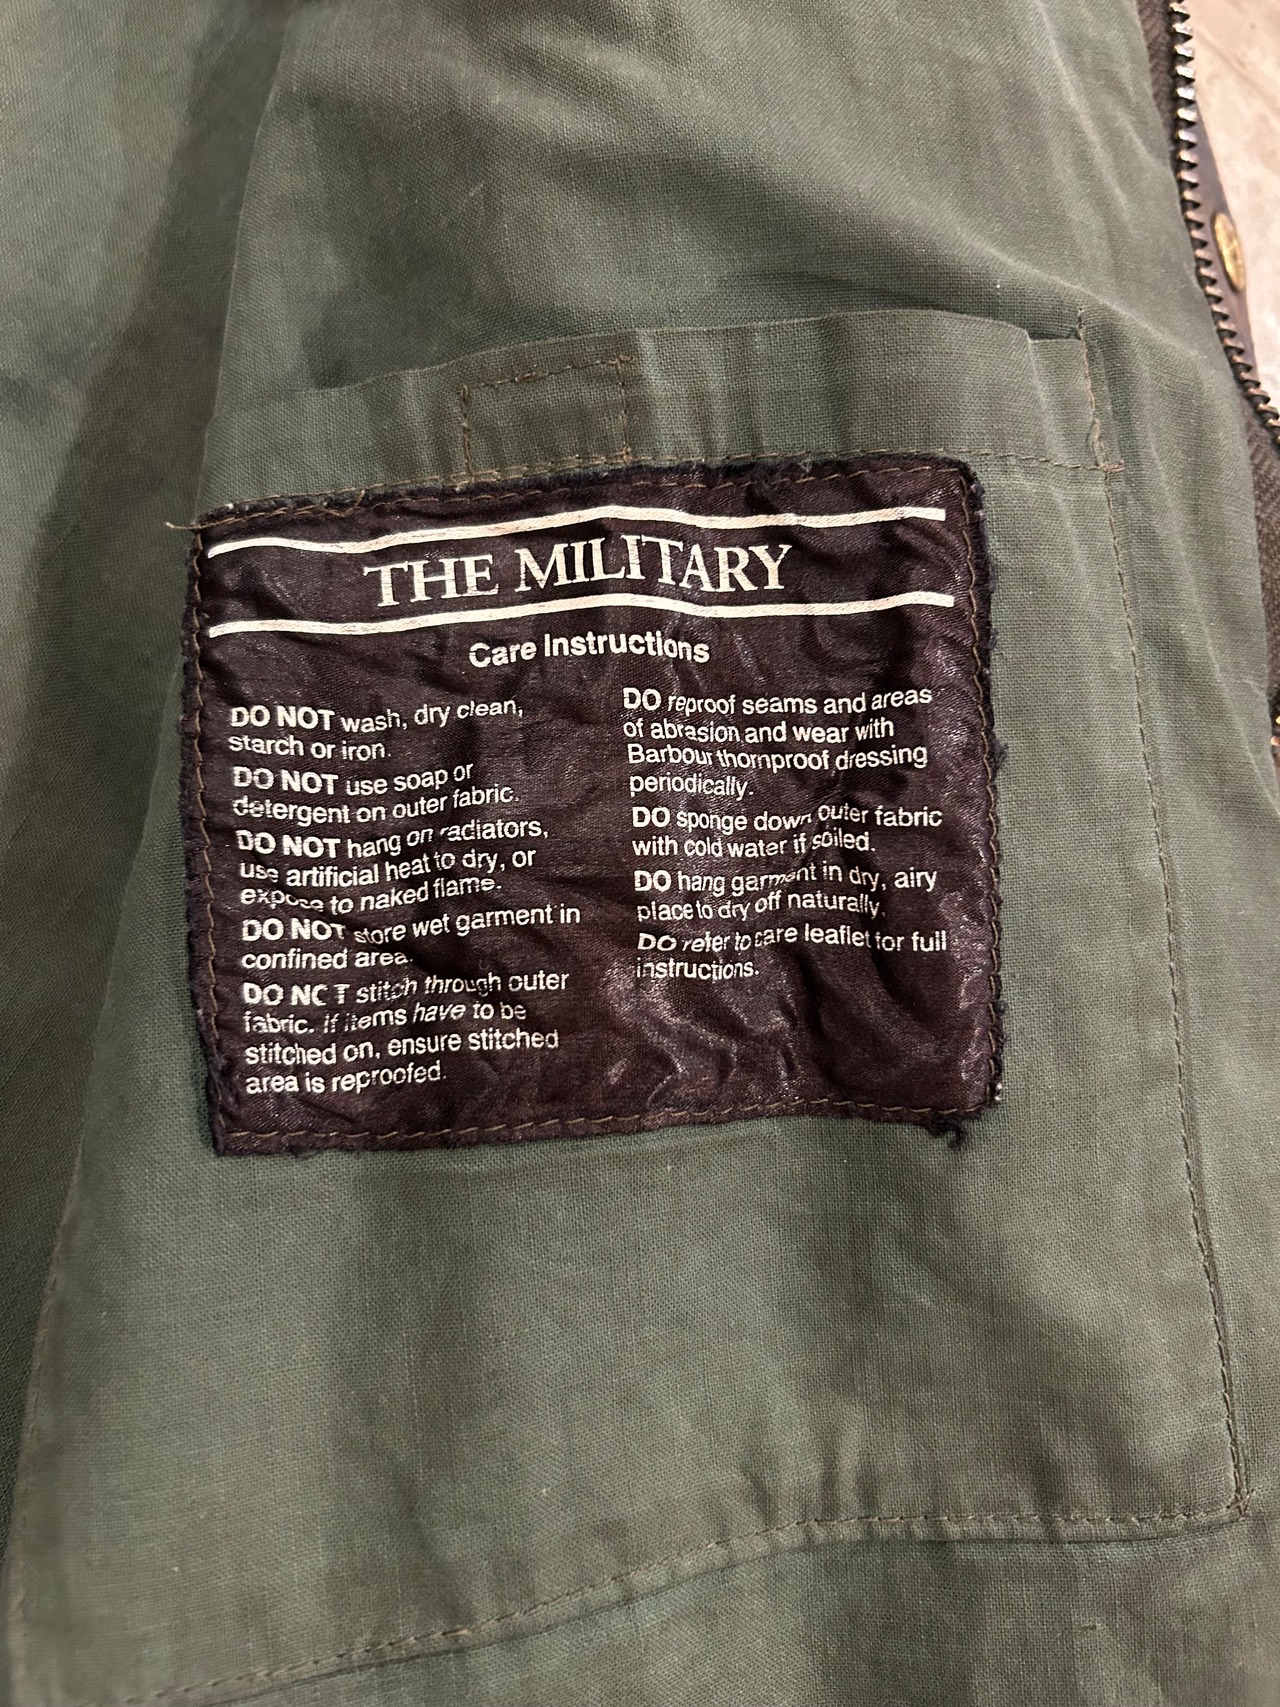 THE MILITARY
Care Instructions
DO NOT wash, dry clean,
starch or iron.
DO NOT use soap or
detergent on outer fabric.
DO NOT hang on radiators,
use artificial heat to dry, or
expose to naked flame.
DO NOT store wet garment in
confined area.
DO NOT stitch through outer
fabric. If items have to be
stitched on, ensure stitched
area is reproofed.
DO reproof seams and areas
of abrasion and wear with
Barbour thornproof dressing
periodically.
DO sponge down outer fabric
with cold water if soiled.
DO hang garment in dry, airy
place to dry off naturally.
DO refer to care leaflet for full
instructions.